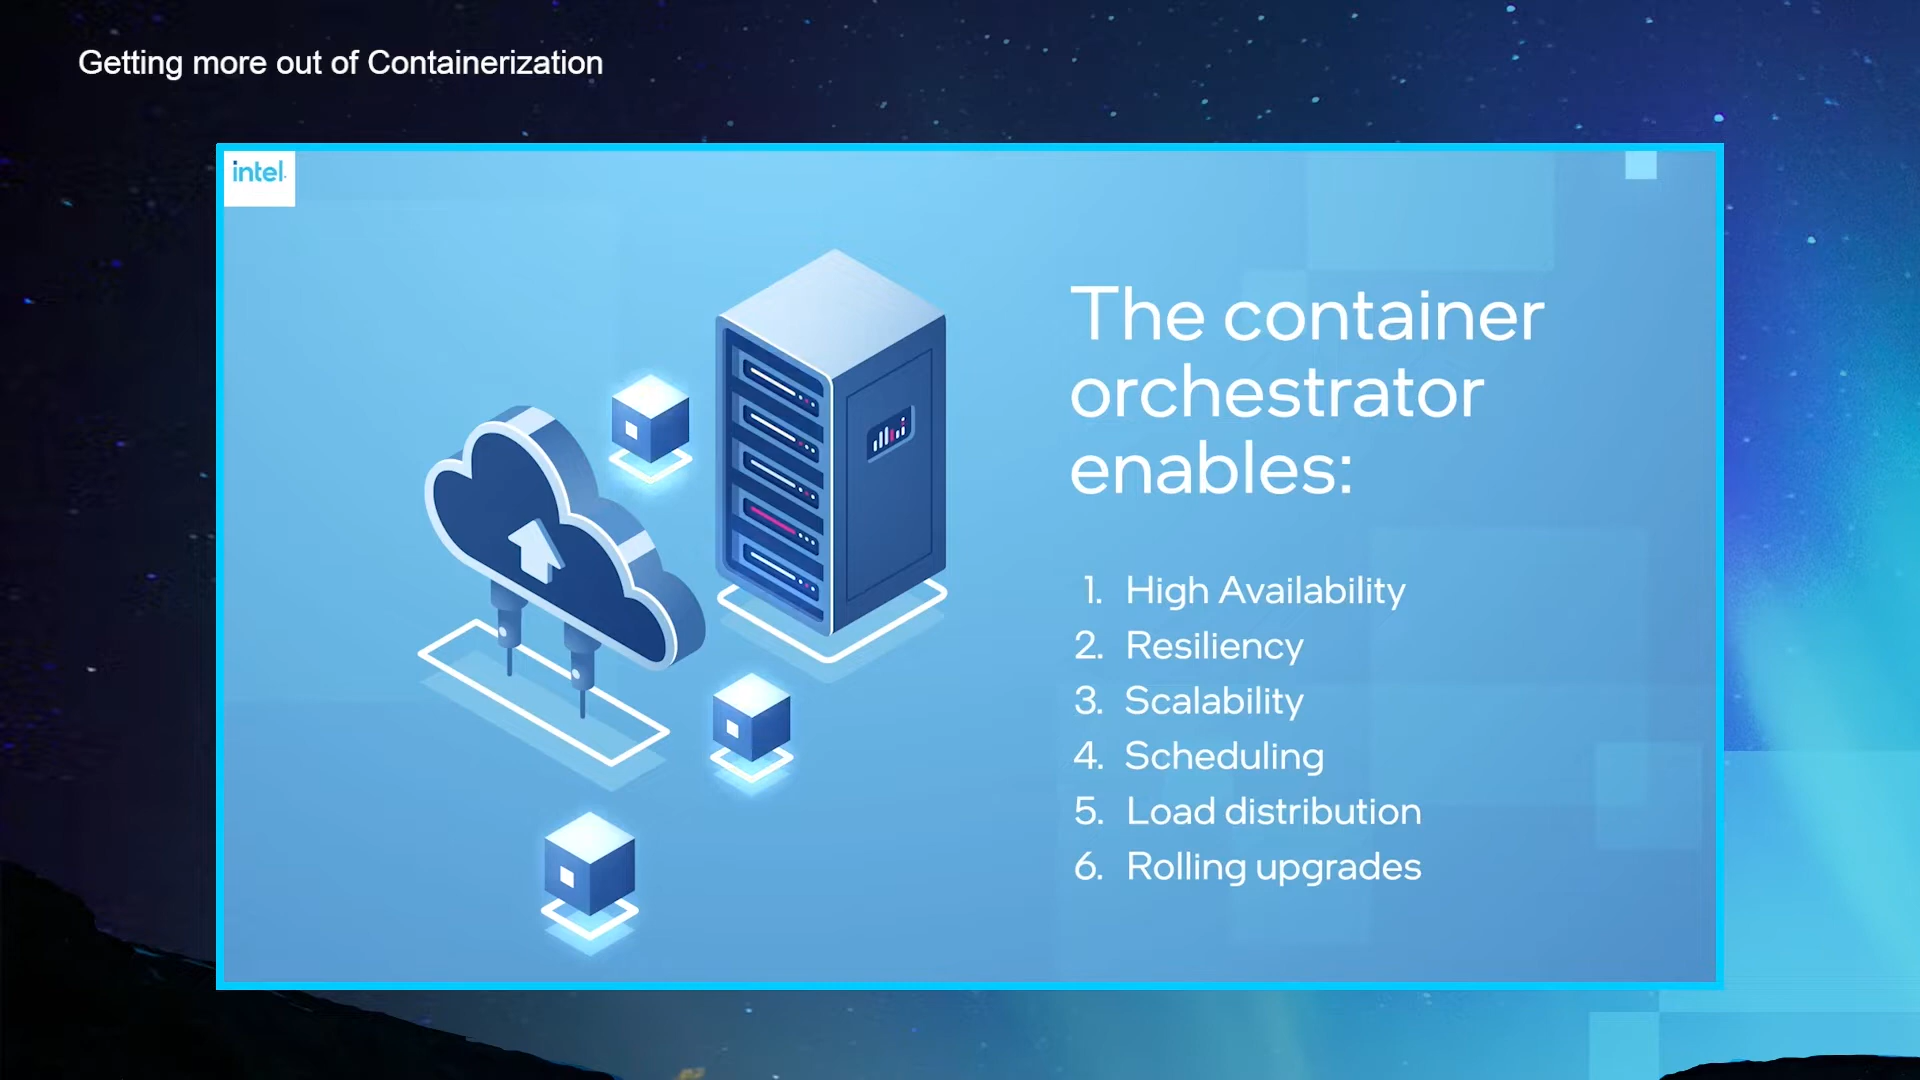 Getting more out of Containerization
intel.
The container
orchestrator
enables:
1. High Availability
2. Resiliency
3. Scalability
4. Scheduling
5. Load distribution
6. Rolling upgrades